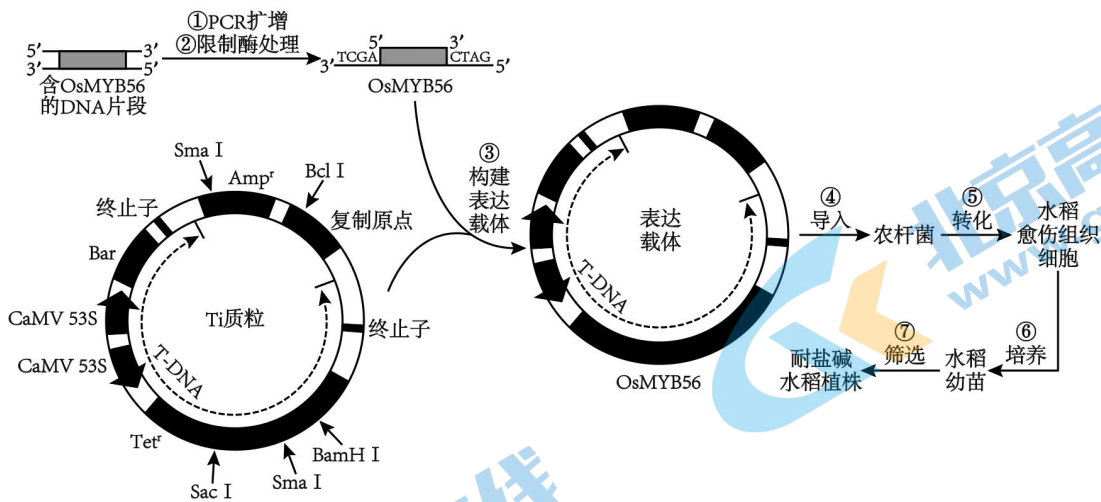 ①PCR扩增
②限制酶处理
5' 3'
3' 5'
含OsMYB56
的DNA片段
5' 3'
TCGA CTAG
3' 5'
OsMYB56
Sma I
Ampʳ
Bcl I
终止子
复制原点
Bar
CaMV 53S
CaMV 53S
Ti质粒
终止子
T-DNA
Tetʳ
BamH I
Sma I
Sac I
③
构建
表达
载体
表达
载体
T-DNA
OsMYB56
④
导入
农杆菌
⑤
转化
水稻
愈伤组织
细胞
⑥
培养
水稻
幼苗
⑦
筛选
耐盐碱
水稻植株
北京高
www.
线